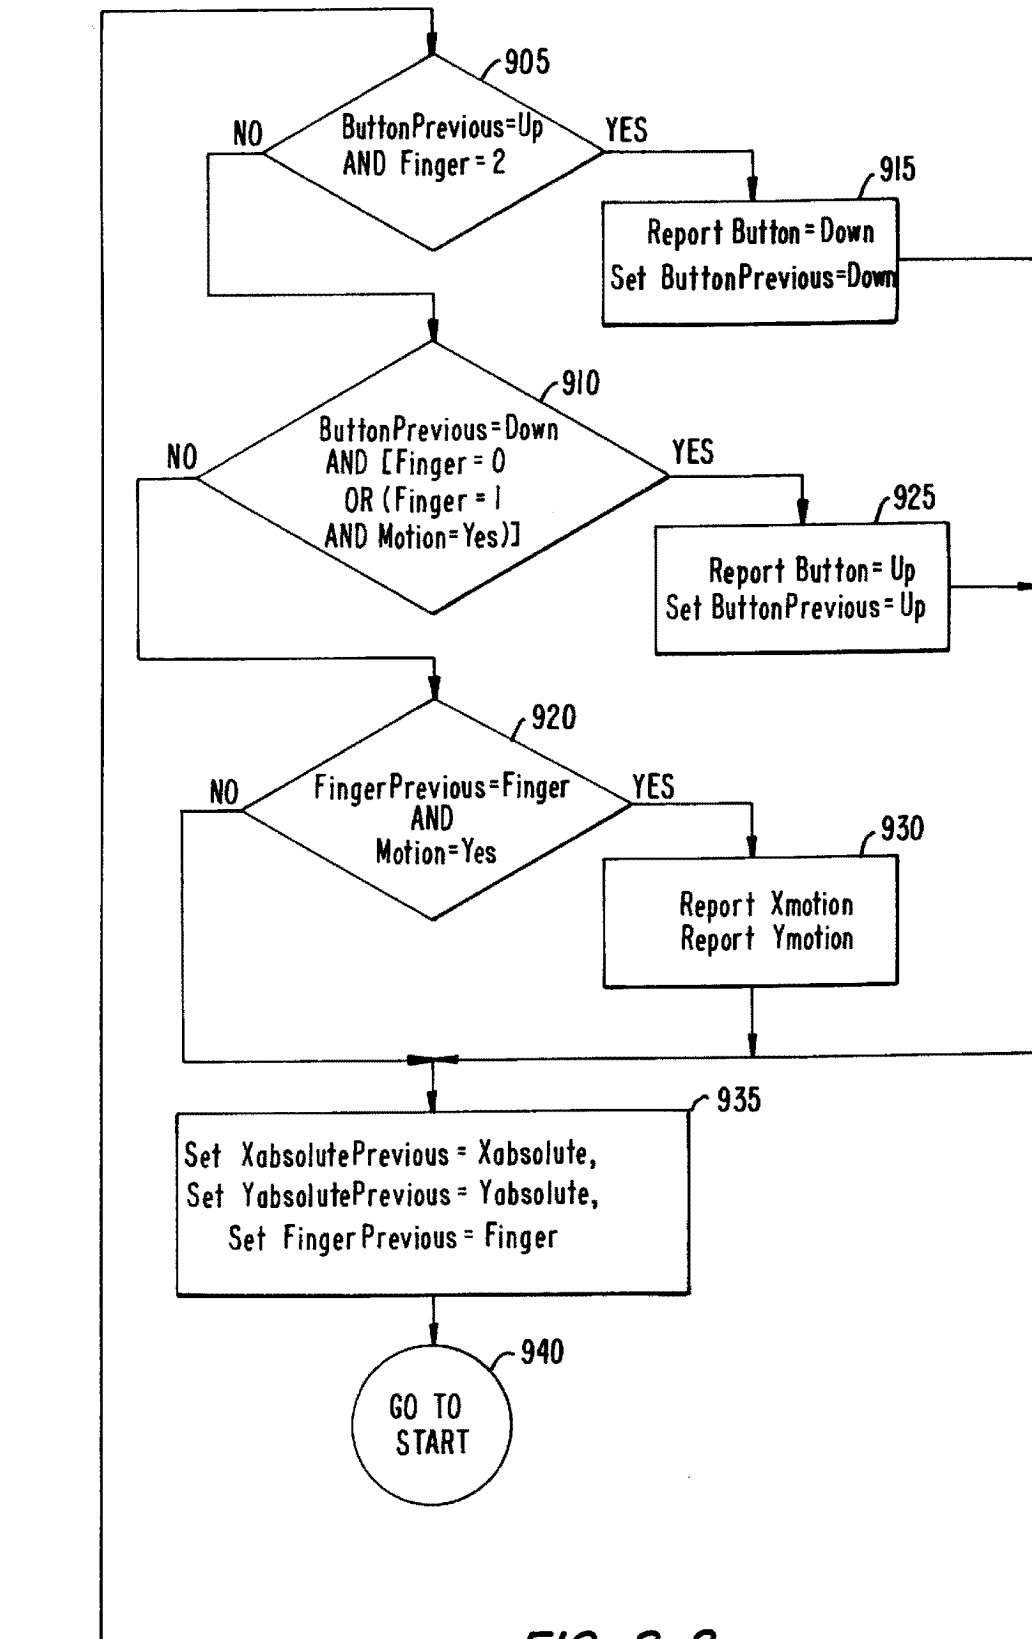 905
ButtonPrevious=Up
AND Finger=2
NO
YES
915
Report Button=Down
Set ButtonPrevious=Down
910
ButtonPrevious=Down
AND [Finger=0
OR (Finger=1
AND Motion=Yes)]
NO
YES
925
Report Button=Up
Set ButtonPrevious=Up
920
FingerPrevious=Finger
AND
Motion=Yes
NO
YES
930
Report Xmotion
Report Ymotion
935
Set XabsolutePrevious = Xabsolute,
Set YabsolutePrevious = Yabsolute,
Set FingerPrevious = Finger
940
GO TO
START